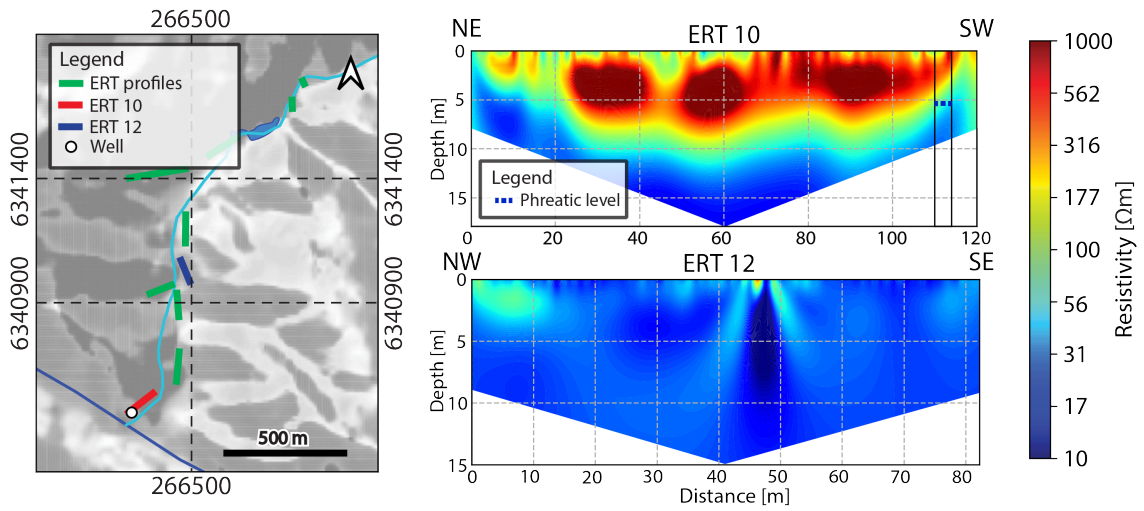 266500
Legend
ERT profiles
ERT 10
ERT 12
Well
6341400
6340900
6341400
6340900
500 m
266500
NE
ERT 10
SW
0
5
10
15
Depth [m]
Legend
Phreatic level
0
20
40
60
80
100
120
NW
ERT 12
SE
0
5
10
15
Depth [m]
0
10
20
30
40
50
60
70
80
Distance [m]
1000
562
316
177
100
56
31
17
10
Resistivity [Ωm]